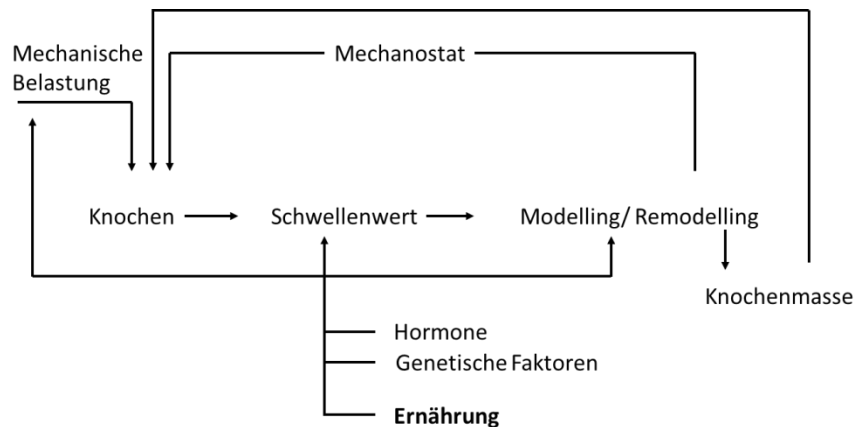 Mechanische
Belastung
Mechanostat
Knochen
Schwellenwert
Modelling/ Remodelling
Knochenmasse
Hormone
Genetische Faktoren
Ernährung